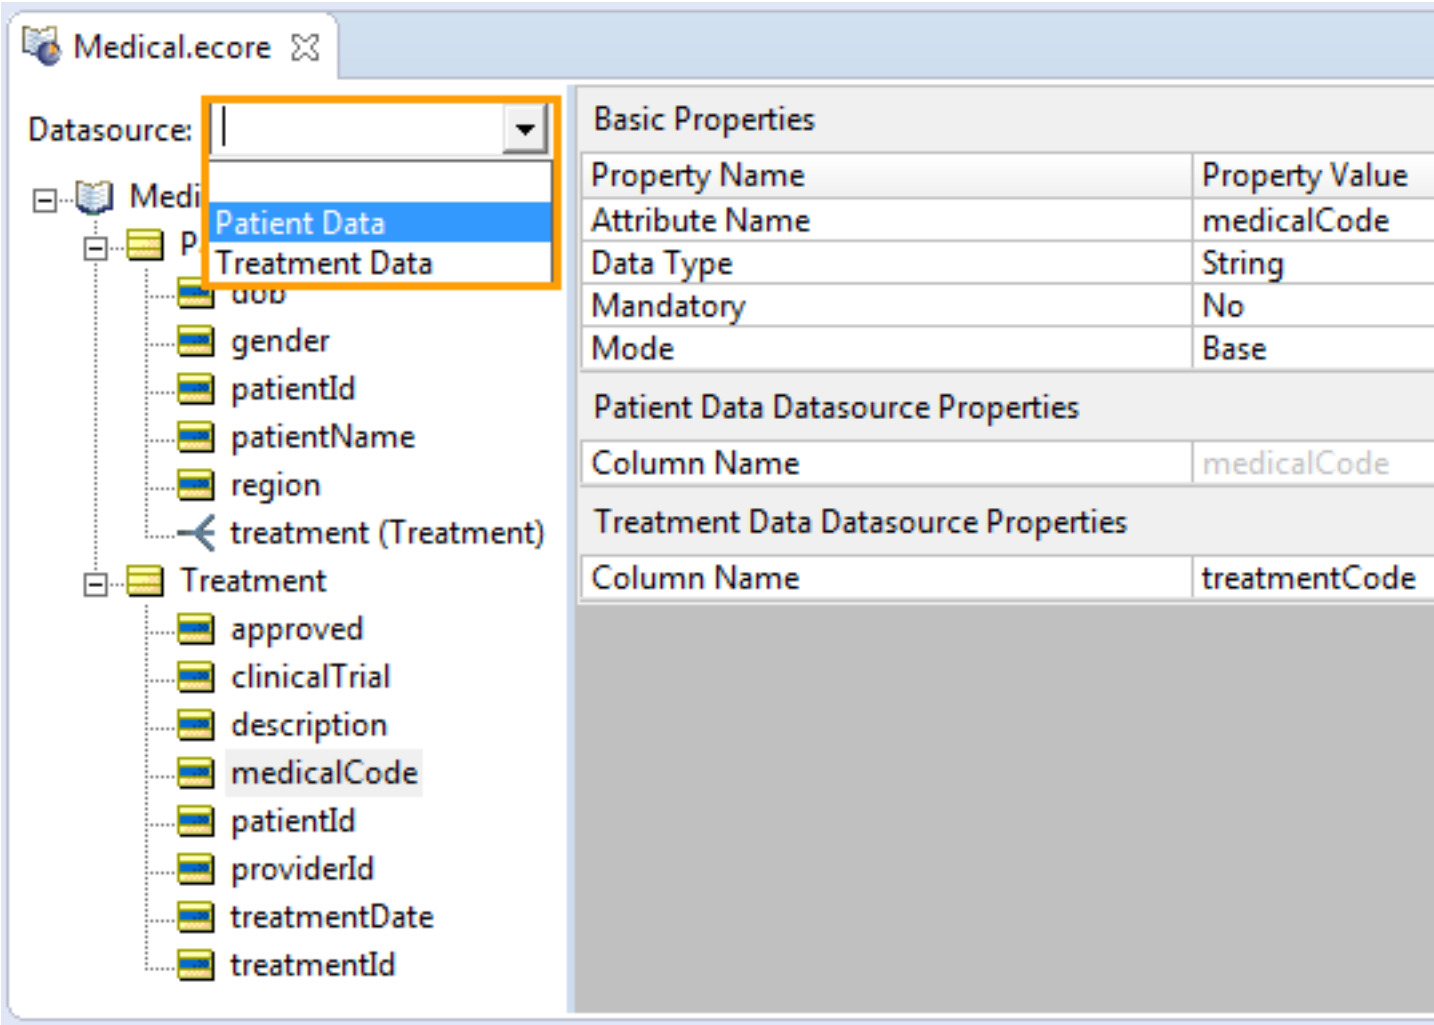 Medical.ecore
Datasource:
Patient Data
Treatment Data
Medi
P
dob
gender
patientId
patientName
region
treatment (Treatment)
Treatment
approved
clinicalTrial
description
medicalCode
patientId
providerId
treatmentDate
treatmentId
Basic Properties
Property Name Property Value
Attribute Name medicalCode
Data Type String
Mandatory No
Mode Base
Patient Data Datasource Properties
Column Name medicalCode
Treatment Data Datasource Properties
Column Name treatmentCode